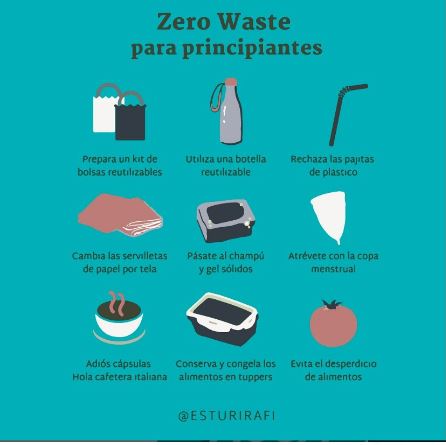 Zero Waste
para principiantes
Prepara un kit de
bolsas reutilizables
Utiliza una botella
reutilizable
Rechaza las pajitas
de plastico
Cambia las servilletas
de papel por tela
Pásate al champú
y gel sólidos
Atrévete con la copa
menstrual
Adiós cápsulas
Hola cafetera italiana
Conserva y congela los
alimentos en tuppers
Evita el desperdicio
de alimentos
@ESTURIRAFI